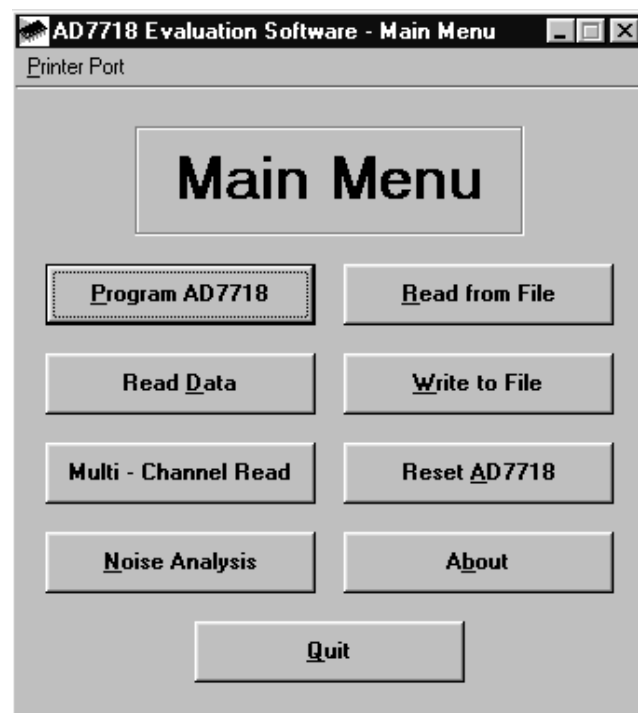 AD7718 Evaluation Software - Main Menu
Printer Port
Main Menu
Program AD7718
Read from File
Read Data
Write to File
Multi - Channel Read
Reset AD7718
Noise Analysis
About
Quit